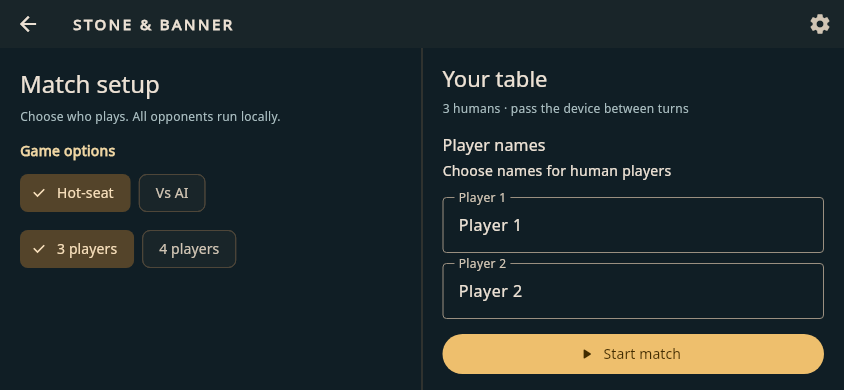 STONE & BANNER
Match setup
Choose who plays. All opponents run locally.
Game options
Hot-seat
Vs AI
3 players
4 players
Your table
3 humans · pass the device between turns
Player names
Choose names for human players
Player 1
Player 1
Player 2
Player 2
Start match